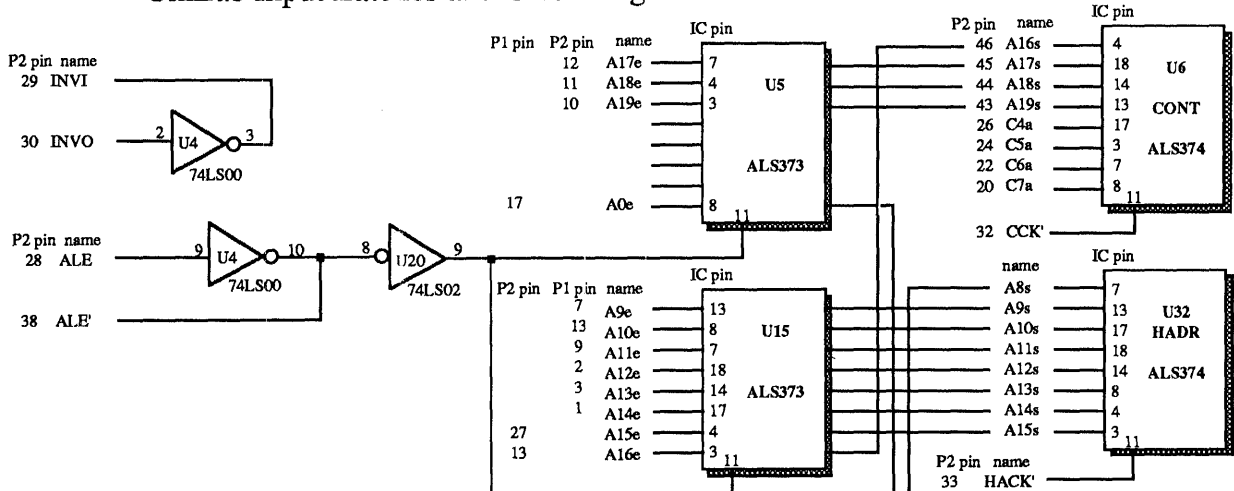 IC pin
P1 pin P2 pin name
P2 pin name
IC pin
P2 pin name
29 INVI
30 INVO
2 U4 3
74LS00
12 A17e 7
11 A18e 4
10 A19e 3
17 A0e 8
U5
ALS373
11
46 A16s 4
45 A17s 18
44 A18s 14
43 A19s 13
26 C4a 17
24 C5a 3
22 C6a 7
20 C7a 8
U6
CONT
ALS374
11
32 CCK'
P2 pin name
28 ALE
9 U4 10
74LS00
8 U20 9
74LS02
38 ALE'
IC pin
P2 pin P1 pin name
7 A9e 13
13 A10e 8
9 A11e 7
2 A12e 18
3 A13e 14
1 A14e 17
27 A15e 4
13 A16e 3
U15
ALS373
11
name
IC pin
A8s 7
A9s 13
A10s 17
A11s 18
A12s 14
A13s 8
A14s 4
A15s 3
U32
HADR
ALS374
11
P2 pin name
33 HACK'